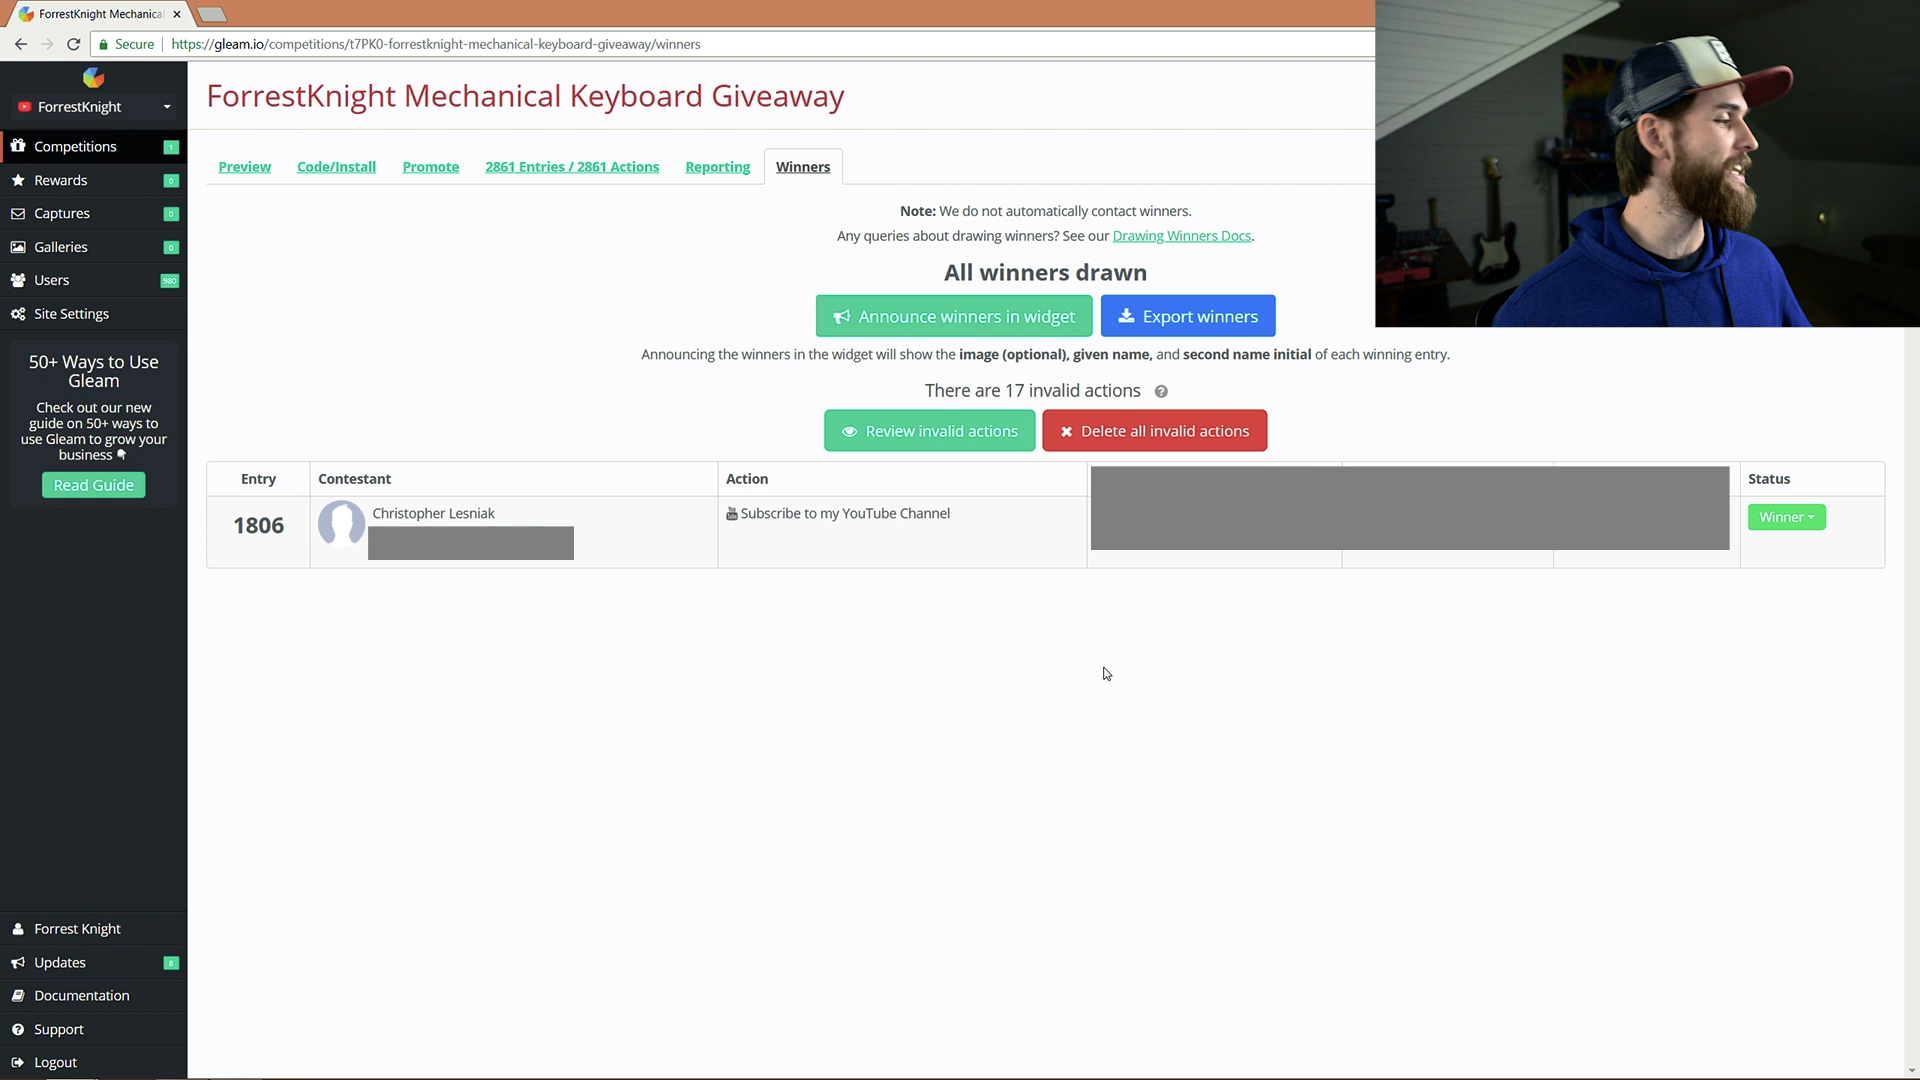 ForrestKnight Mechanical
Secure
https://gleam.io/competitions/t7PK0-forrestknight-mechanical-keyboard-giveaway/winners
ForrestKnight
Competitions 1
Rewards 0
Captures 0
Galleries 0
Users 980
Site Settings
50+ Ways to Use
Gleam
Check out our new
guide on 50+ ways to
use Gleam to grow your
business
Read Guide
Forrest Knight
Updates 8
Documentation
Support
Logout
ForrestKnight Mechanical Keyboard Giveaway
Preview
Code/Install
Promote
2861 Entries / 2861 Actions
Reporting
Winners
Note: We do not automatically contact winners.
Any queries about drawing winners? See our Drawing Winners Docs.
All winners drawn
Announce winners in widget
Export winners
Announcing the winners in the widget will show the image (optional), given name, and second name initial of each winning entry.
There are 17 invalid actions ?
Review invalid actions
Delete all invalid actions
Entry Contestant Action Status
1806 Christopher Lesniak Subscribe to my YouTube Channel Winner